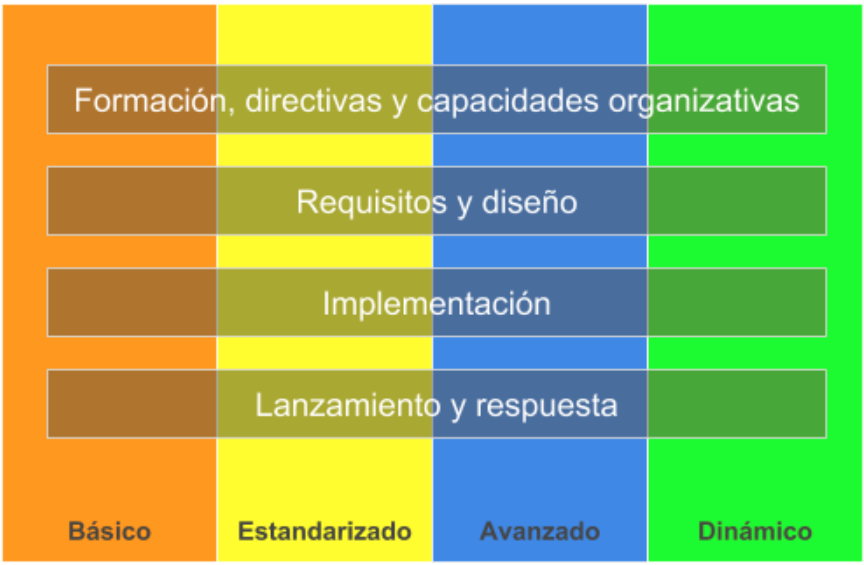 Formación, directivas y capacidades organizativas
Requisitos y diseño
Implementación
Lanzamiento y respuesta
Básico
Estandarizado
Avanzado
Dinámico